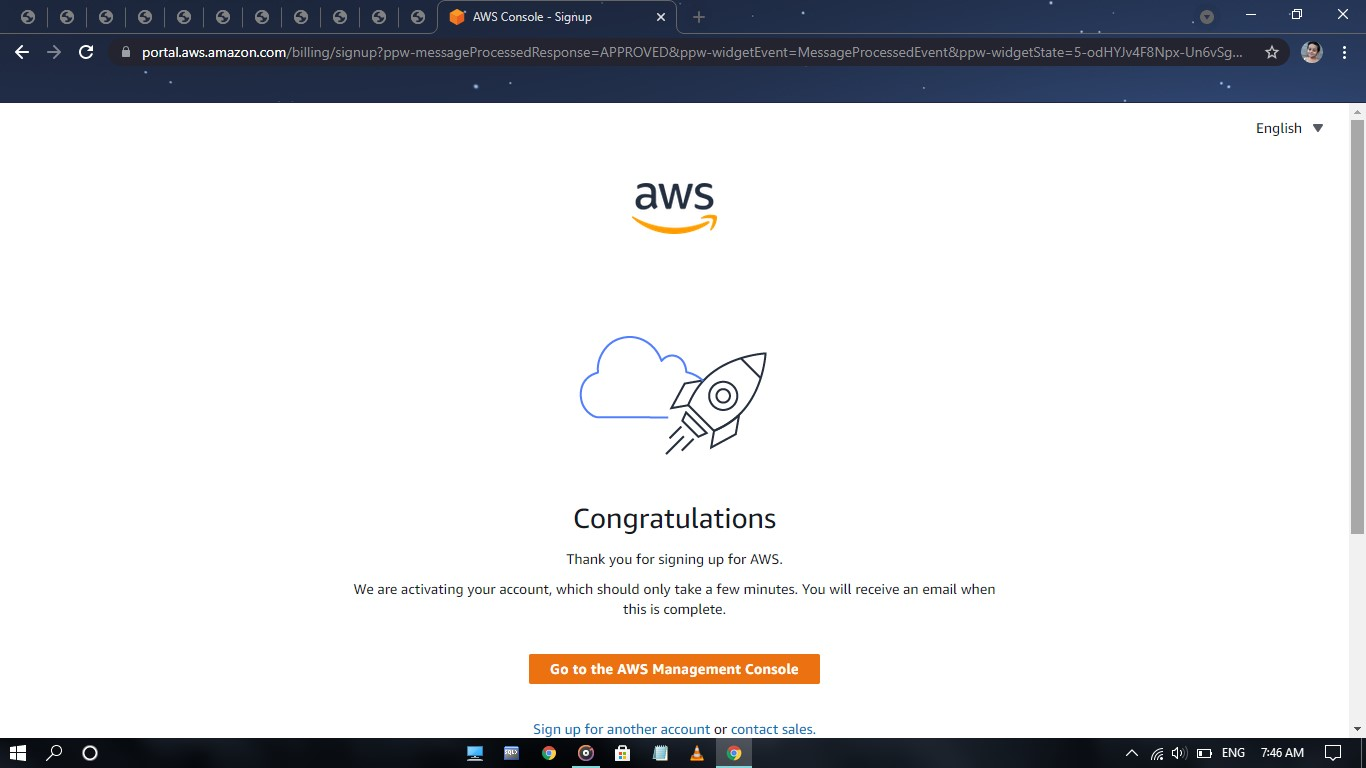 AWS Console - Signup
portal.aws.amazon.com/billing/signup?ppw-messageProcessedResponse=APPROVED&ppw-widgetEvent=MessageProcessedEvent&ppw-widgetState=5-odHYJv4F8Npx-Un6vSg...
English
aws
Congratulations
Thank you for signing up for AWS.
We are activating your account, which should only take a few minutes. You will receive an email when
this is complete.
Go to the AWS Management Console
Sign up for another account or contact sales.
ENG
7:46 AM